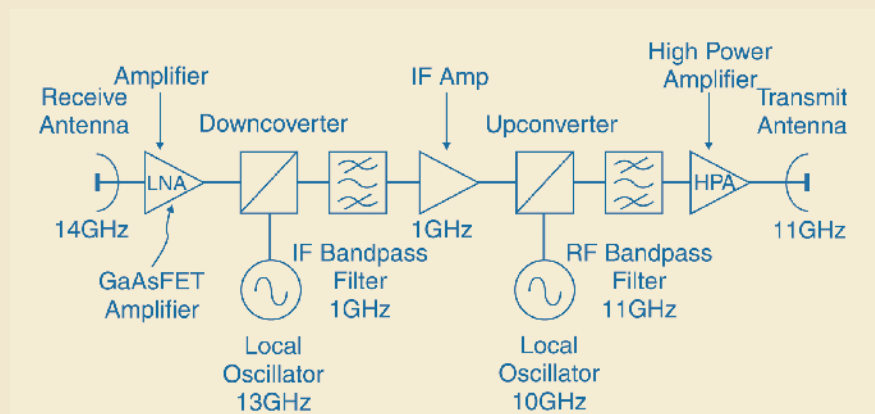 Amplifier
Receive
Antenna
LNA
14GHz
GaAsFET
Amplifier
Downcoverter
IF Bandpass
Filter
1GHz
Local
Oscillator
13GHz
IF Amp
1GHz
Upconverter
RF Bandpass
Filter
11GHz
Local
Oscillator
10GHz
High Power
Amplifier
HPA
Transmit
Antenna
11GHz